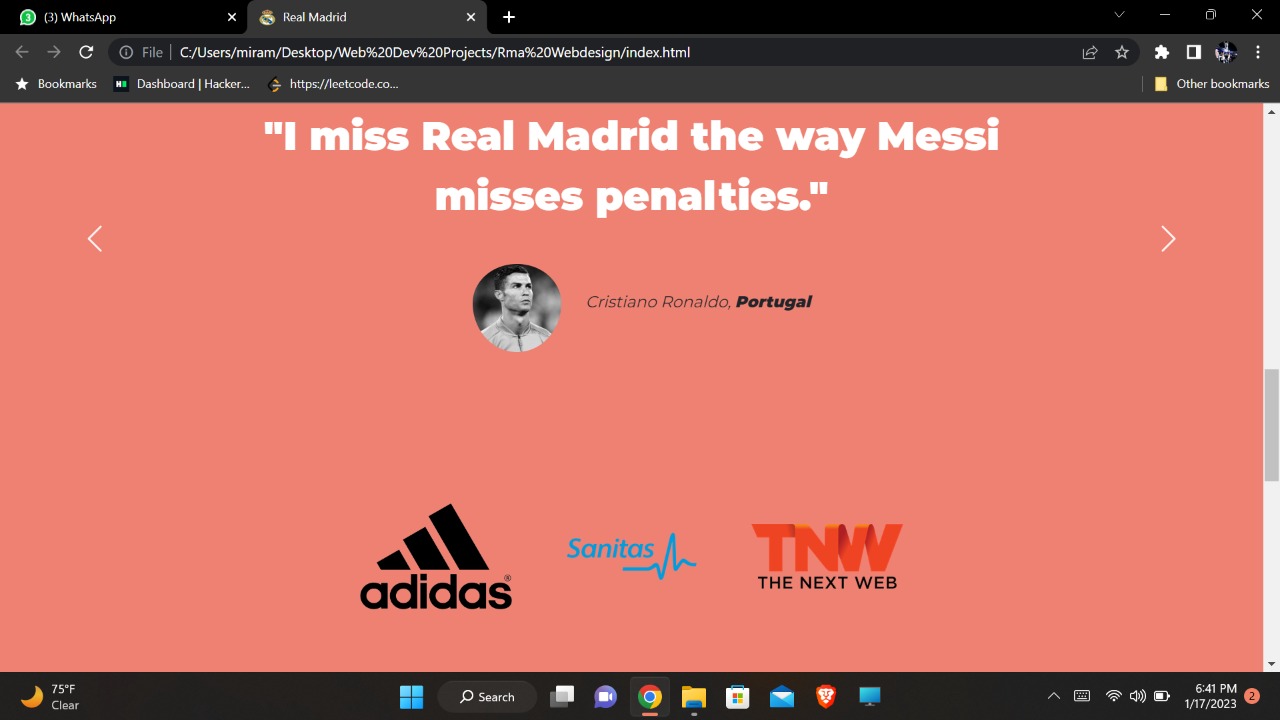 3
(3) WhatsApp
Real Madrid
File
C:/Users/miram/Desktop/Web%20Dev%20Projects/Rma%20Webdesign/index.html
Bookmarks
H
Dashboard | Hacker...
https://leetcode.co...
Other bookmarks
"I miss Real Madrid the way Messi
misses penalties."
Cristiano Ronaldo, Portugal
adidas®
Sanitas
TNW
THE NEXT WEB
75°F
Clear
Search
6:41 PM
1/17/2023
2